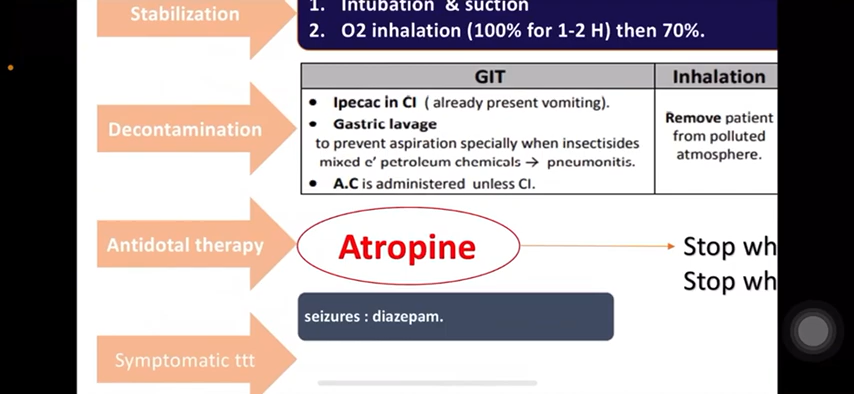 Stabilization
1. Intubation & suction
2. O2 inhalation (100% for 1-2 H) then 70%.
GIT
Inhalation
Decontamination
• Ipecac in CI ( already present vomiting).
• Gastric lavage
to prevent aspiration specially when insectisides
mixed e' petroleum chemicals → pneumonitis.
• A.C is administered unless CI.
Remove patient
from polluted
atmosphere.
Antidotal therapy
Atropine
Stop wh
Stop wh
seizures : diazepam.
Symptomatic ttt